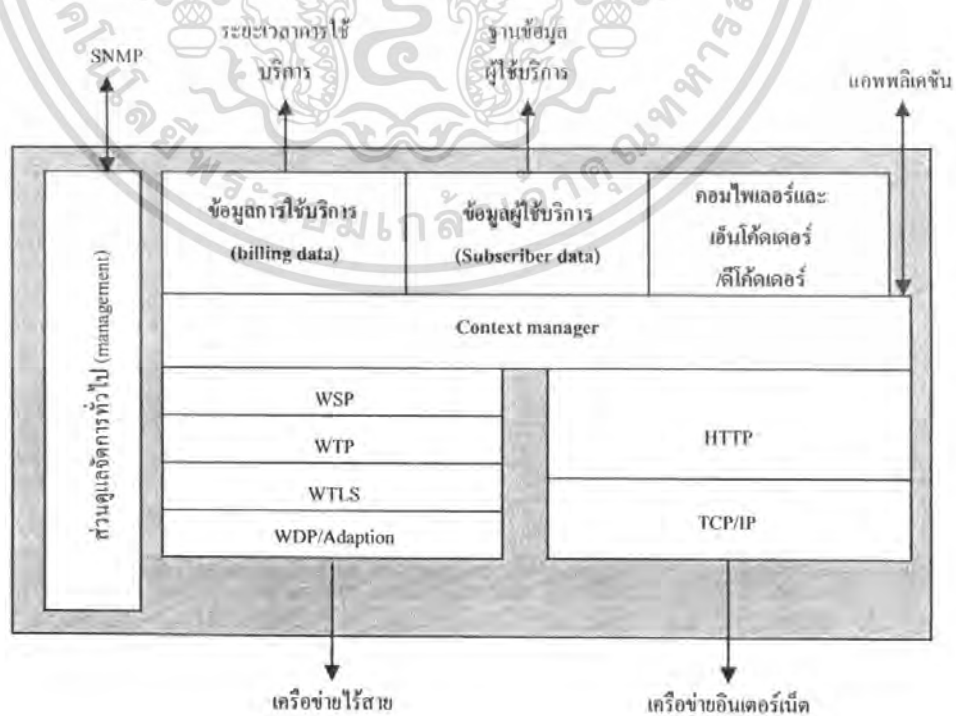 SNMP
ระยะเวลาการใช้
บริการ
ฐานข้อมูล
ผู้ใช้บริการ
แอพพลิเคชัน
ส่วนดูแลจัดการทั่วไป (management)
ข้อมูลการใช้บริการ
(billing data)
ข้อมูลผู้ใช้บริการ
(Subscriber data)
คอมไพเลอร์และ
เอ็นโค้ดเดอร์
/ดีโค้ดเดอร์
Context manager
WSP
WTP
WTLS
WDP/Adaption
HTTP
TCP/IP
เครือข่ายไร้สาย
เครือข่ายอินเตอร์เน็ต